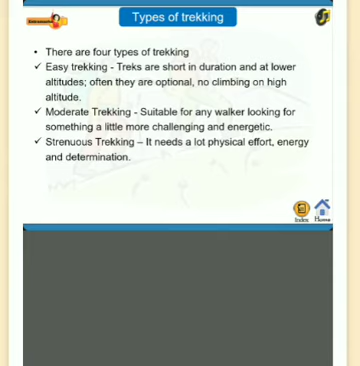 Types of trekking
• There are four types of trekking
✓ Easy trekking - Treks are short in duration and at lower
altitudes; often they are optional, no climbing on high
altitude.
✓ Moderate Trekking - Suitable for any walker looking for
something a little more challenging and energetic.
✓ Strenuous Trekking – It needs a lot physical effort, energy
and determination.
Index Home